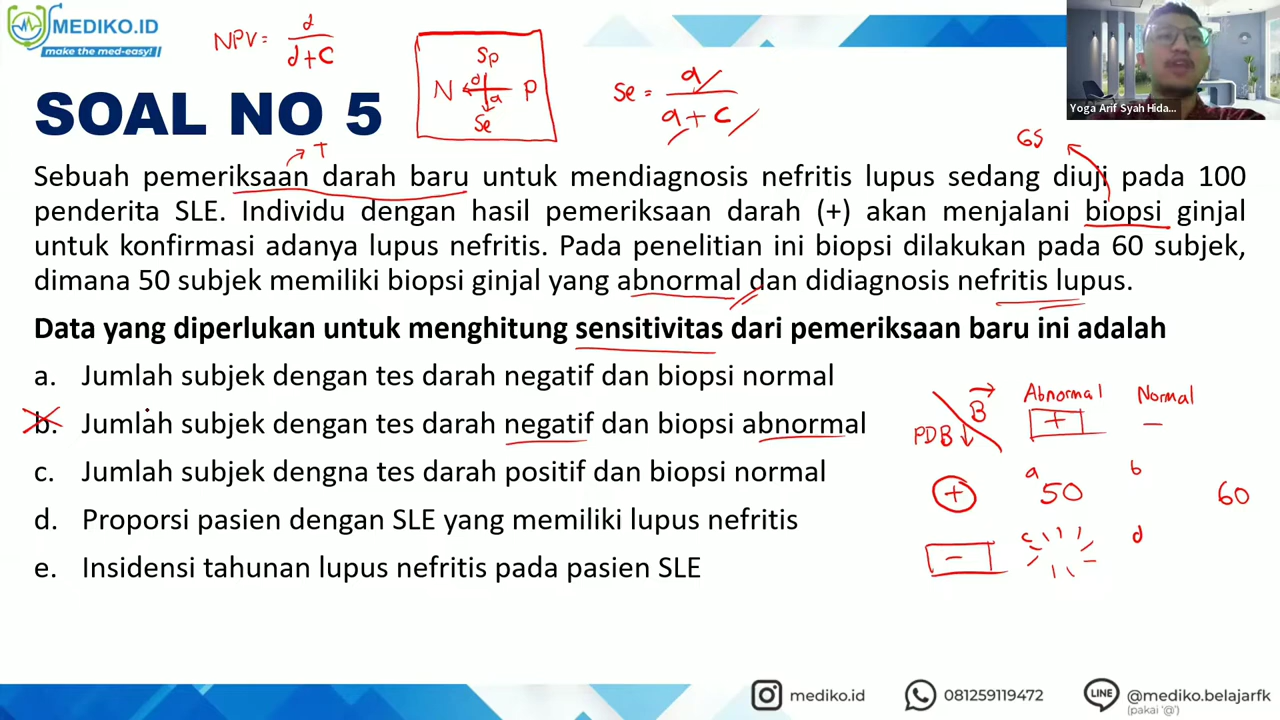 MEDIKO.ID
make the med-easy!
NPV = d / d+c
Sp
N d a P
Se
Se = a / a + c
Yoga Arif Syah Hida...
SOAL NO 5
→ T
GS
Sebuah pemeriksaan darah baru untuk mendiagnosis nefritis lupus sedang diuji pada 100
penderita SLE. Individu dengan hasil pemeriksaan darah (+) akan menjalani biopsi ginjal
untuk konfirmasi adanya lupus nefritis. Pada penelitian ini biopsi dilakukan pada 60 subjek,
dimana 50 subjek memiliki biopsi ginjal yang abnormal dan didiagnosis nefritis lupus.
Data yang diperlukan untuk menghitung sensitivitas dari pemeriksaan baru ini adalah
a. Jumlah subjek dengan tes darah negatif dan biopsi normal
b. Jumlah subjek dengan tes darah negatif dan biopsi abnormal
c. Jumlah subjek dengna tes darah positif dan biopsi normal
d. Proporsi pasien dengan SLE yang memiliki lupus nefritis
e. Insidensi tahunan lupus nefritis pada pasien SLE
B Abnormal Normal
PDB + −
a b
+ 50 60
c d
−
mediko.id
081259119472
LINE
@mediko.belajarfk
(pakai '@')